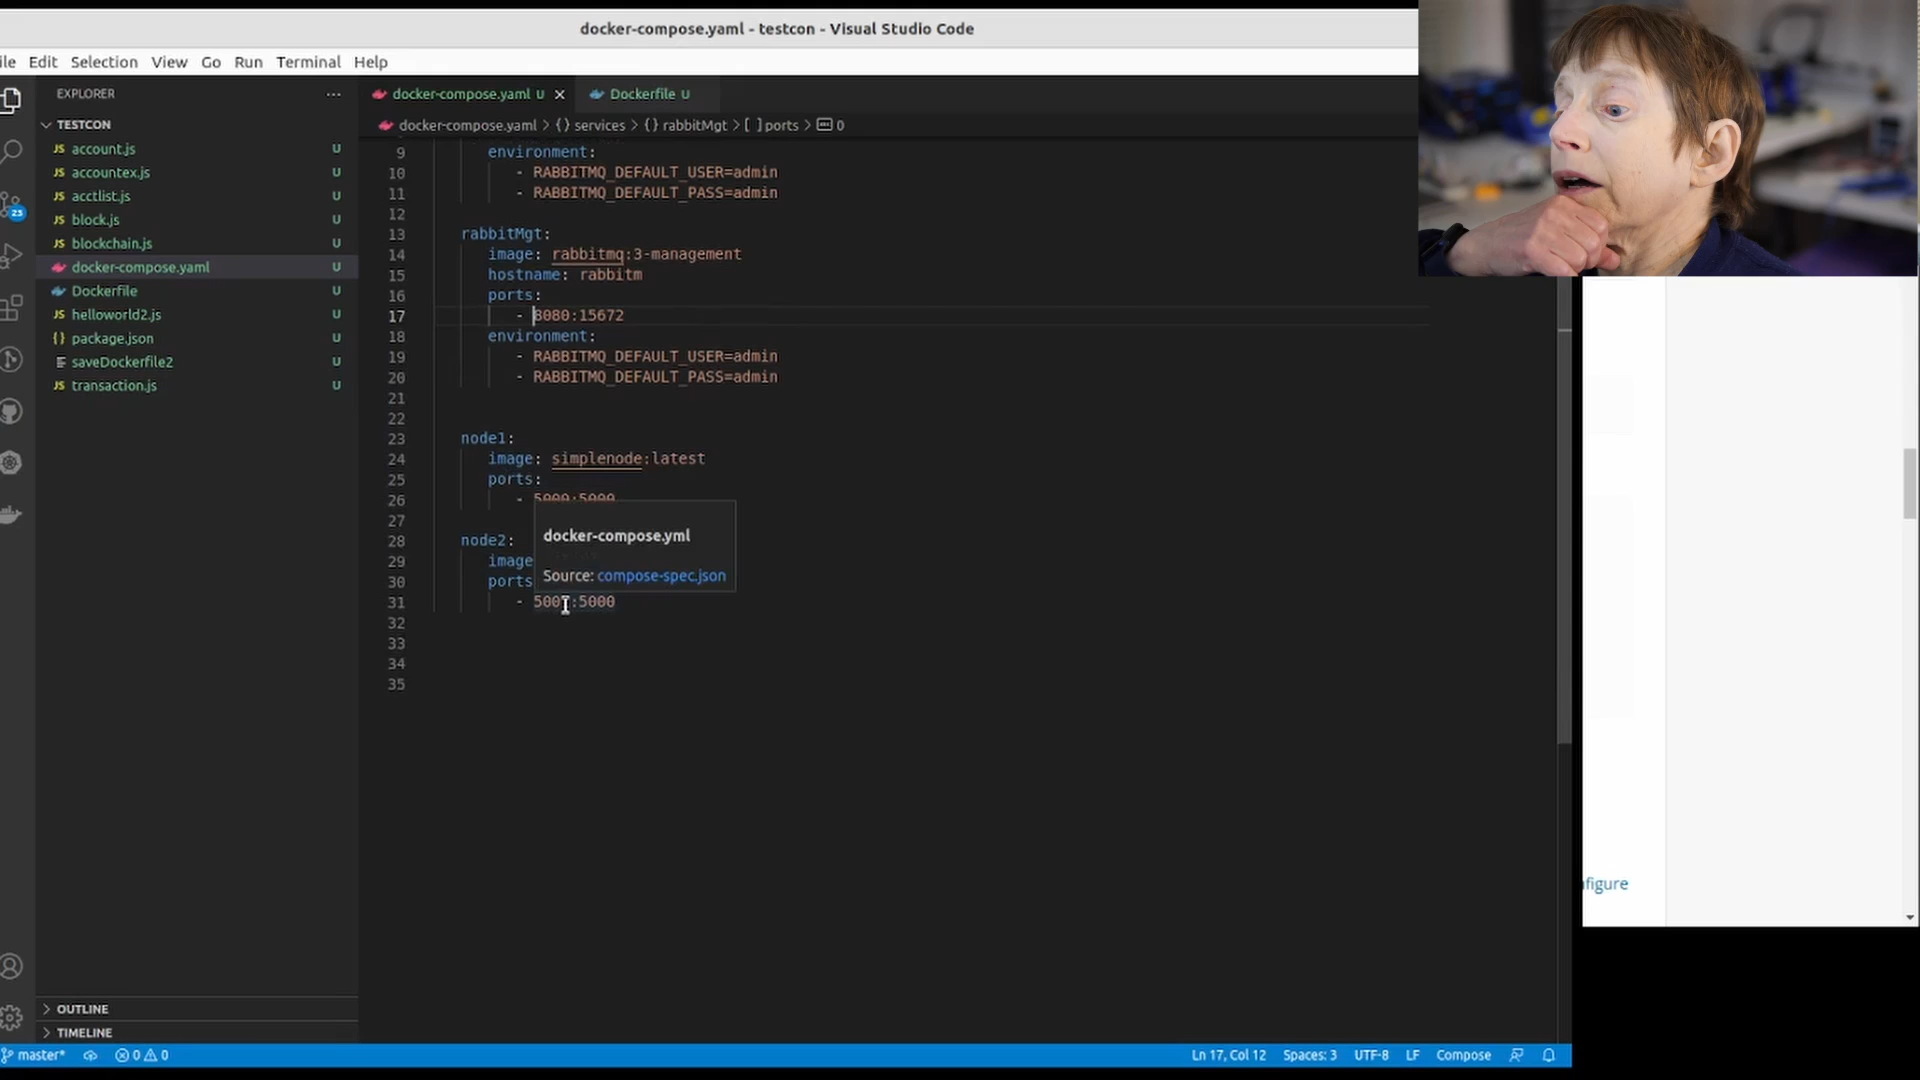 docker-compose.yaml - testcon - Visual Studio Code
Edit Selection View Go Run Terminal Help
EXPLORER
TESTCON
account.js U
accountex.js U
acctlist.js U
block.js U
blockchain.js U
docker-compose.yaml U
Dockerfile U
helloworld2.js U
package.json U
saveDockerfile2 U
transaction.js U
23
OUTLINE
TIMELINE
docker-compose.yaml U Dockerfile U
docker-compose.yaml > {} services > {} rabbitMgt > [ ] ports > 0
9 environment:
10 - RABBITMQ_DEFAULT_USER=admin
11 - RABBITMQ_DEFAULT_PASS=admin
12
13 rabbitMgt:
14 image: rabbitmq:3-management
15 hostname: rabbitm
16 ports:
17 - 8080:15672
18 environment:
19 - RABBITMQ_DEFAULT_USER=admin
20 - RABBITMQ_DEFAULT_PASS=admin
21
22
23 node1:
24 image: simplenode:latest
25 ports:
26 - 5000:5000
27
28 node2:
29 image
30 ports
31 - :5000
32
33
34
35
docker-compose.yml
Source: compose-spec.json
figure
master* 0 0 Ln 17, Col 12 Spaces: 3 UTF-8 LF Compose